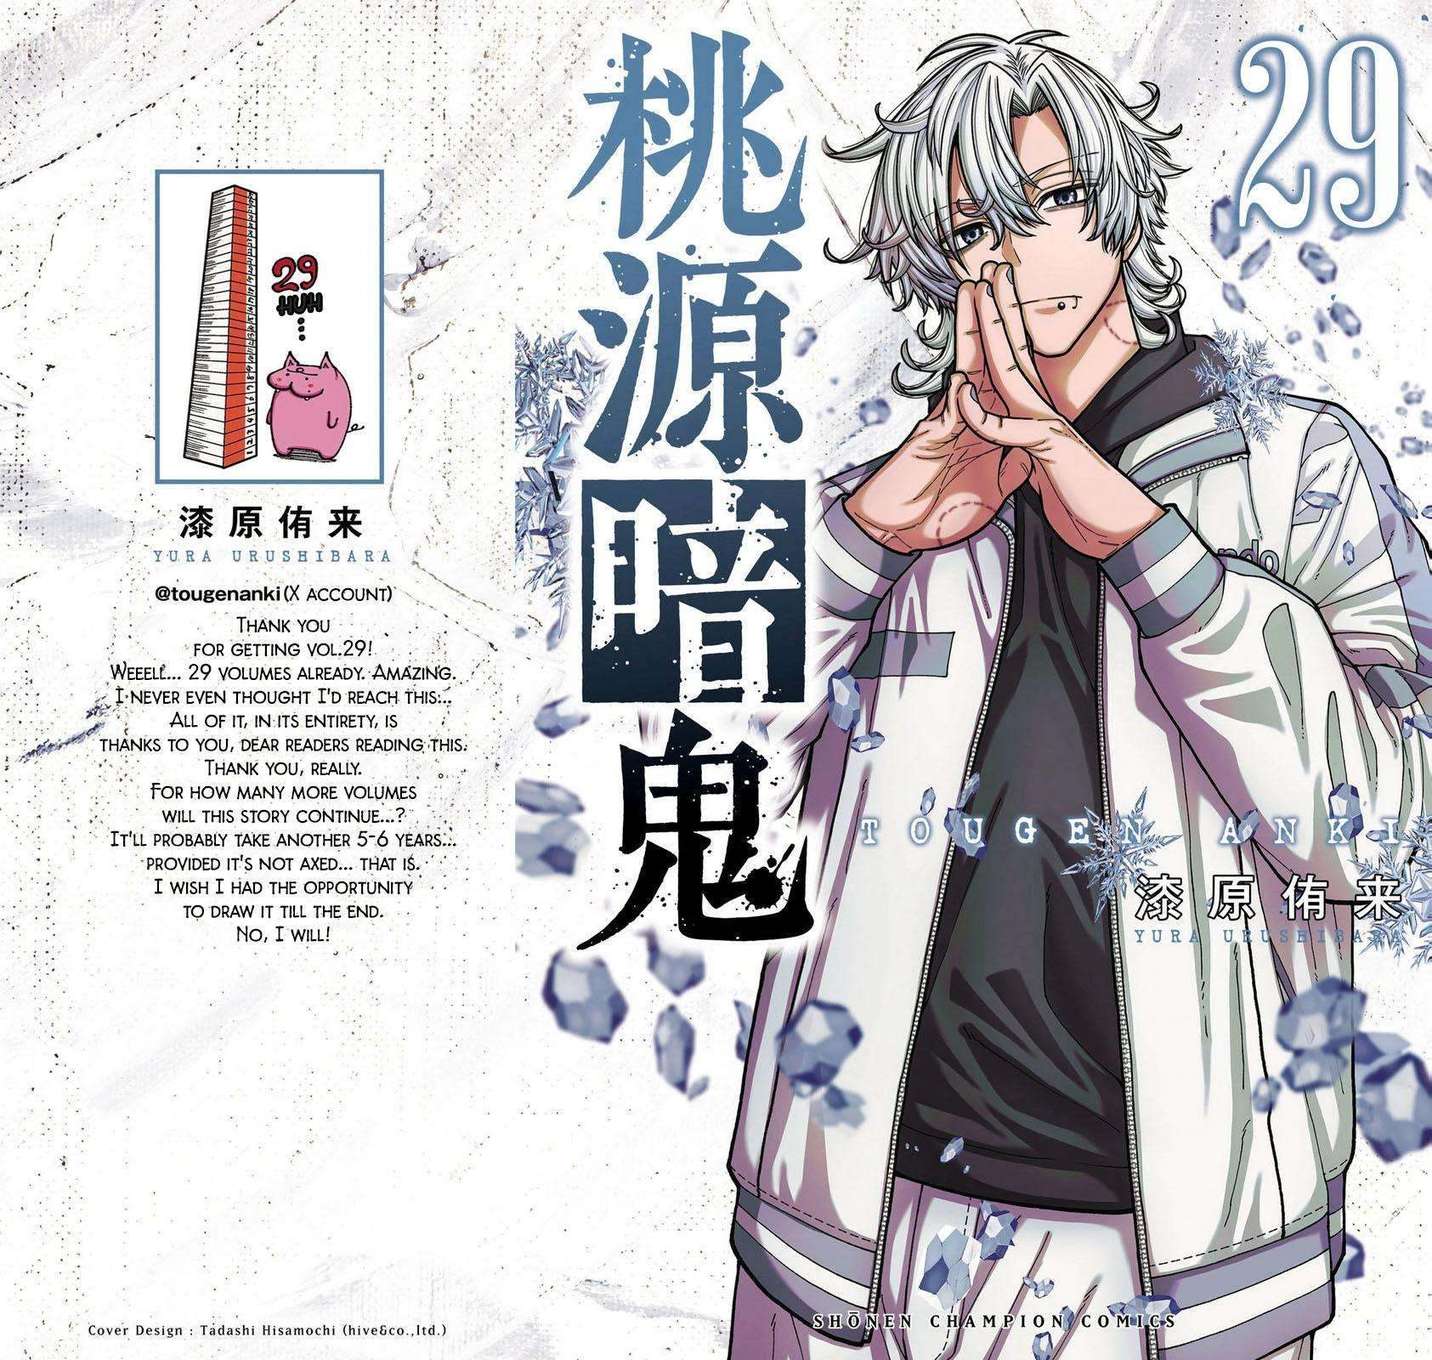 29
HUH
...
漆原侑来
YURA URUSHIBARA
@tougenanki (X ACCOUNT)
THANK YOU
FOR GETTING VOL.29!
WEEELL... 29 VOLUMES ALREADY. AMAZING.
I NEVER EVEN THOUGHT I'D REACH THIS...
ALL OF IT, IN ITS ENTIRETY, IS
THANKS TO YOU, DEAR READERS READING THIS.
THANK YOU, REALLY.
FOR HOW MANY MORE VOLUMES
WILL THIS STORY CONTINUE...?
IT'LL PROBABLY TAKE ANOTHER 5-6 YEARS...
PROVIDED IT'S NOT AXED... THAT IS.
I WISH I HAD THE OPPORTUNITY
TO DRAW IT TILL THE END.
NO, I WILL!
Cover Design : Tadashi Hisamochi (hive&co.,ltd.)
桃源暗鬼
29
ndo
TOUGEN ANKI
漆原侑来
YURA URUSHIBARA
SHŌNEN CHAMPION COMICS